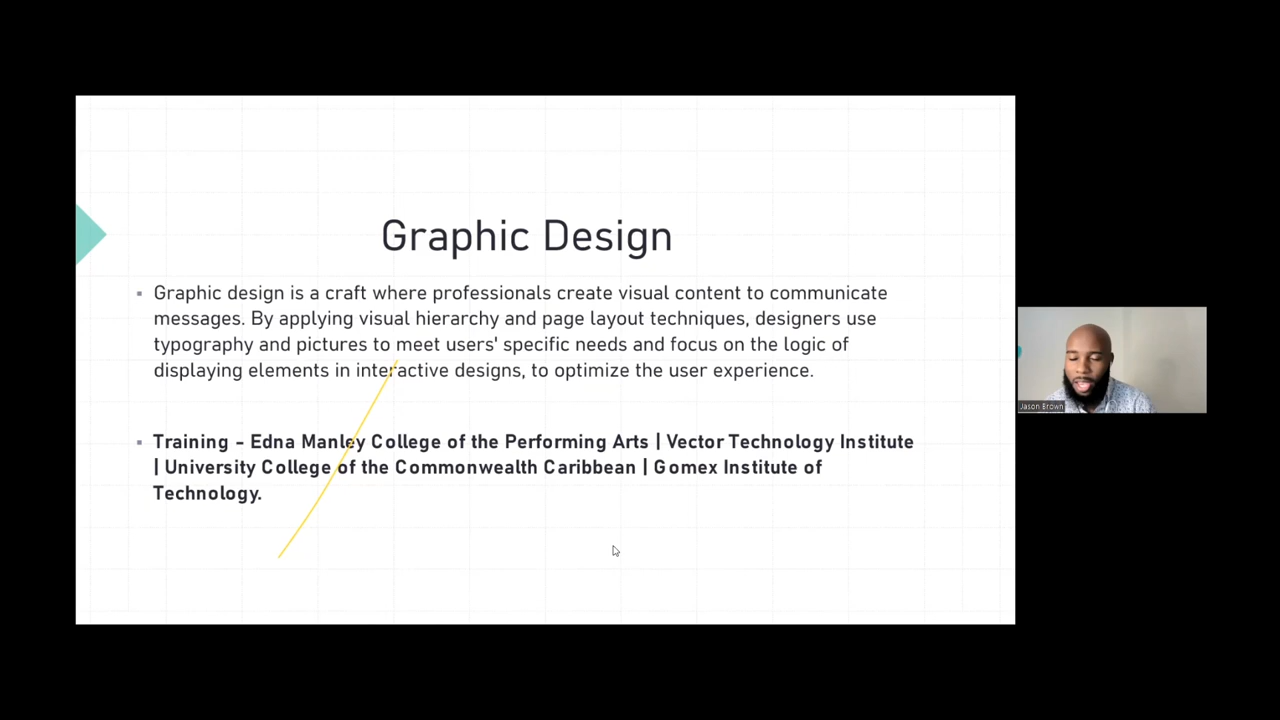 Graphic Design
Graphic design is a craft where professionals create visual content to communicate
messages. By applying visual hierarchy and page layout techniques, designers use
typography and pictures to meet users' specific needs and focus on the logic of
displaying elements in interactive designs, to optimize the user experience.
Training - Edna Manley College of the Performing Arts | Vector Technology Institute
| University College of the Commonwealth Caribbean | Gomex Institute of
Technology.
Jason Brown